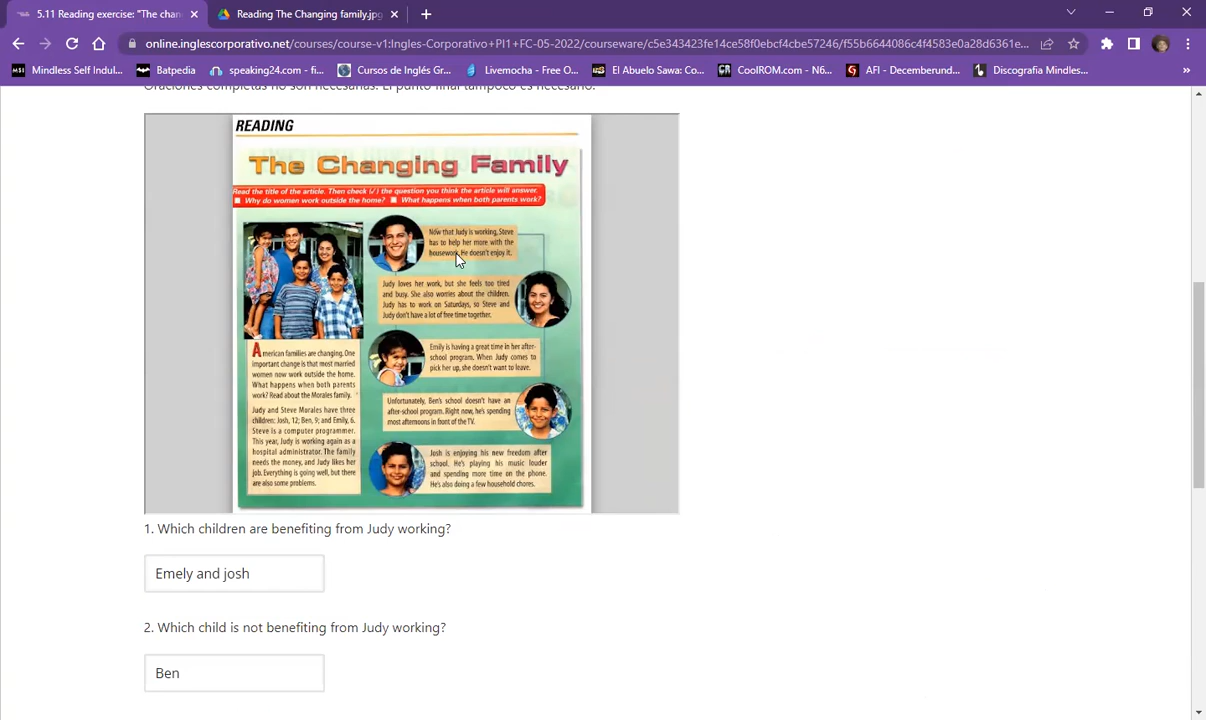 5.11 Reading exercise: "The chan
Reading The Changing family.jpg
online.inglescorporativo.net/courses/course-v1:Ingles-Corporativo+PI1+FC-05-2022/courseware/c5e343423fe14ce58f0ebcf4cbe57246/f55b6644086c4f4583e0a28d6361e...
Mindless Self Indul...
Batpedia
speaking24.com - fi...
Cursos de Inglés Gr...
Livemocha - Free O...
El Abuelo Sawa: Co...
CoolROM.com - N6...
AFI - Decemberund...
Discografia Mindles...
»
Oraciones completas no son necesarias. El punto final tampoco es necesario.
READING
The Changing Family
Read the title of the article. Then check (✓) the question you think the article will answer.
Why do women work outside the home? What happens when both parents work?
Now that Judy is working, Steve
has to help her more with the
housework. He doesn't enjoy it.
Judy loves her work, but she feels too tired
and busy. She also worries about the children.
Judy has to work on Saturdays, so Steve and
Judy don't have a lot of free time together.
American families are changing. One
important change is that most married
women now work outside the home.
What happens when both parents
work? Read about the Morales family.
Judy and Steve Morales have three
children: Josh, 12; Ben, 9; and Emily, 6.
Steve is a computer programmer.
This year, Judy is working again as a
hospital administrator. The family
needs the money, and Judy likes her
job. Everything is going well, but there
are also some problems.
Emily is having a great time in her after-
school program. When Judy comes to
pick her up, she doesn't want to leave.
Unfortunately, Ben's school doesn't have an
after-school program. Right now, he's spending
most afternoons in front of the TV.
Josh is enjoying his new freedom after
school. He's playing his music louder
and spending more time on the phone.
He's also doing a few household chores.
1. Which children are benefiting from Judy working?
Emely and josh
2. Which child is not benefiting from Judy working?
Ben